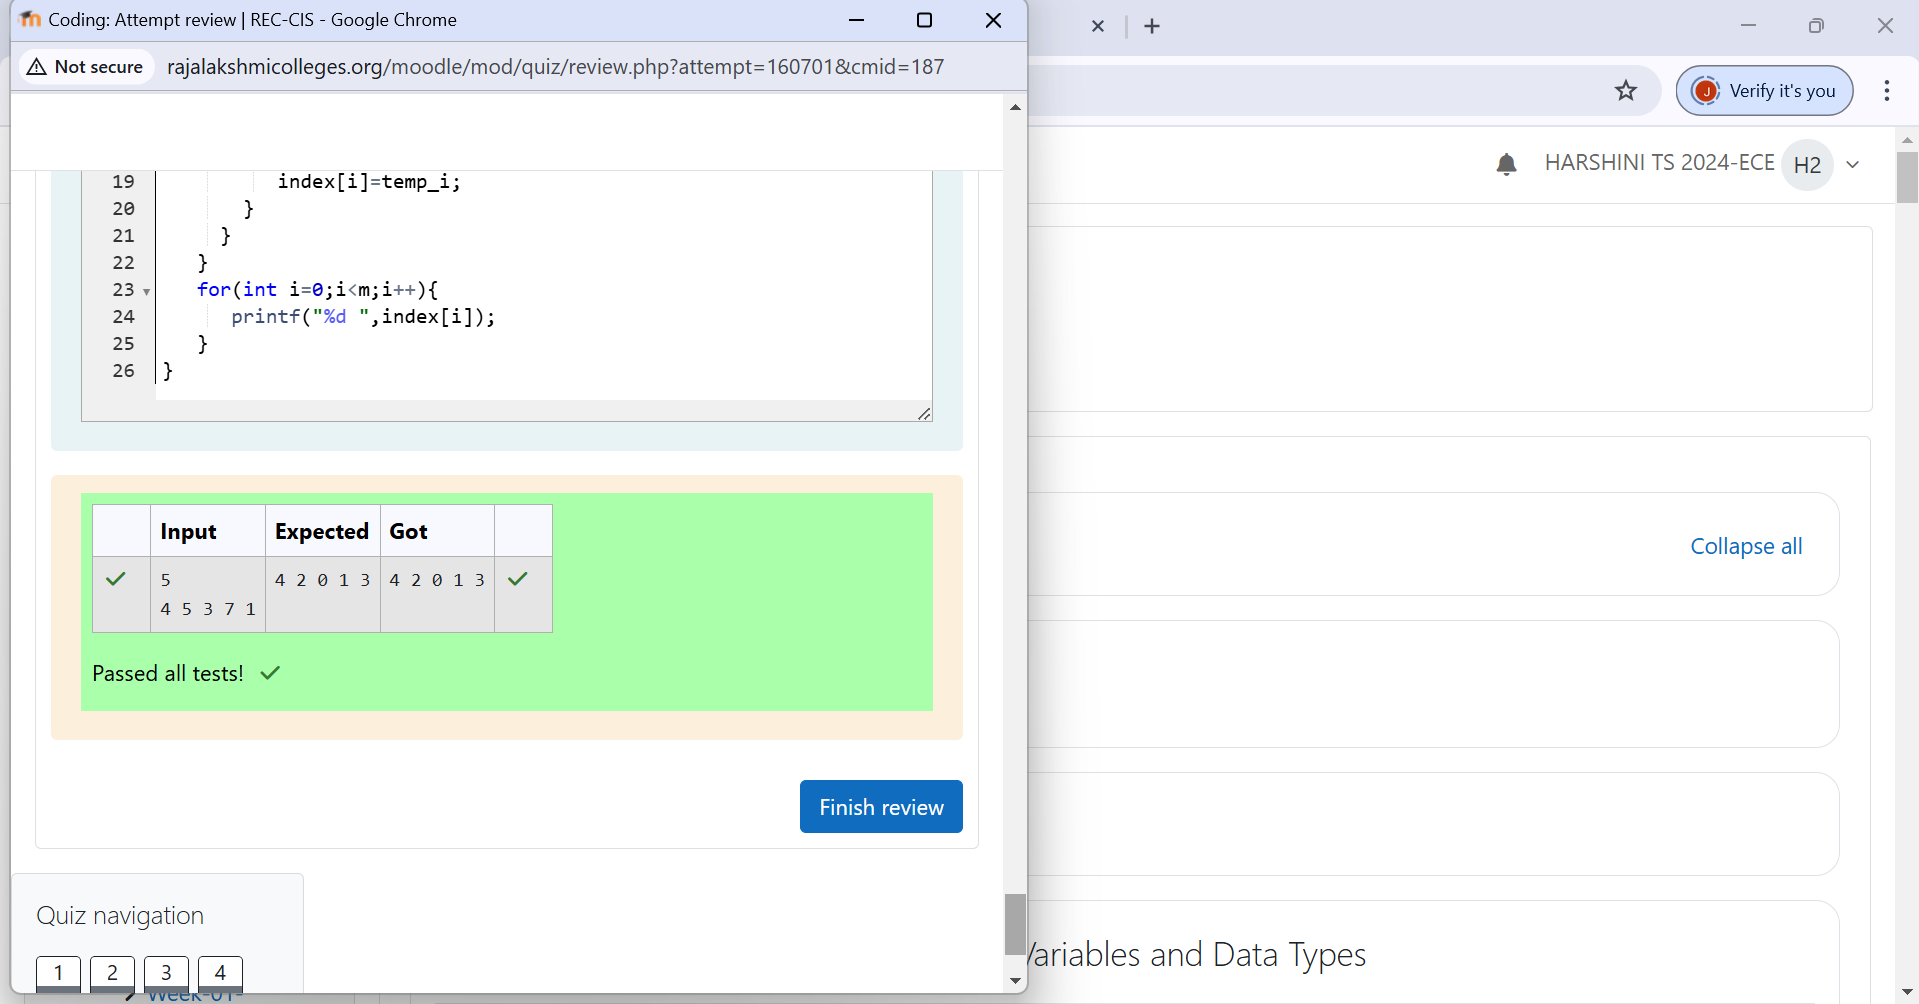 Coding: Attempt review | REC-CIS - Google Chrome
Not secure
rajalakshmicolleges.org/moodle/mod/quiz/review.php?attempt=160701&cmid=187
J
Verify it's you
HARSHINI TS 2024-ECE
H2
19 index[i]=temp_i;
20 }
21 }
22 }
23 for(int i=0;i<m;i++){
24 printf("%d ",index[i]);
25 }
26 }
Input Expected Got
5 4 2 0 1 3 4 2 0 1 3
4 5 3 7 1
Passed all tests!
Finish review
Quiz navigation
1 2 3 4
Week-01-
Collapse all
Variables and Data Types